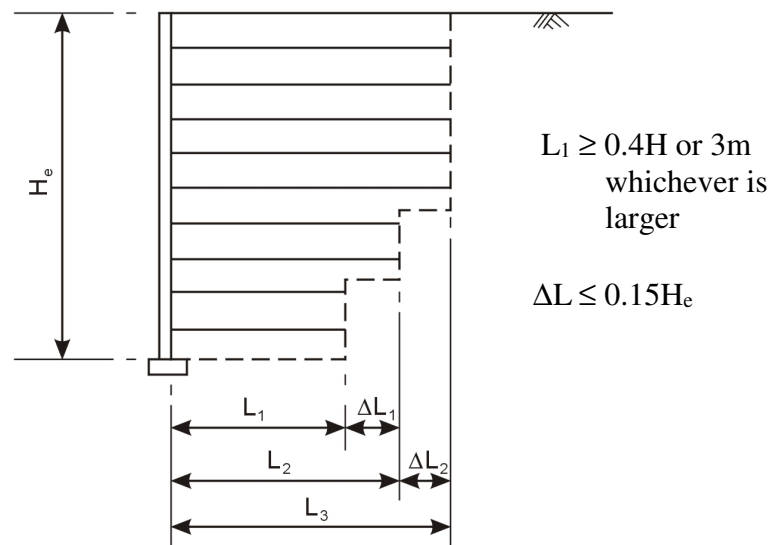 L₁ ≥ 0.4H or 3m
whichever is
larger
Hₑ
ΔL ≤ 0.15Hₑ
L₁ ΔL₁
L₂ ΔL₂
L₃